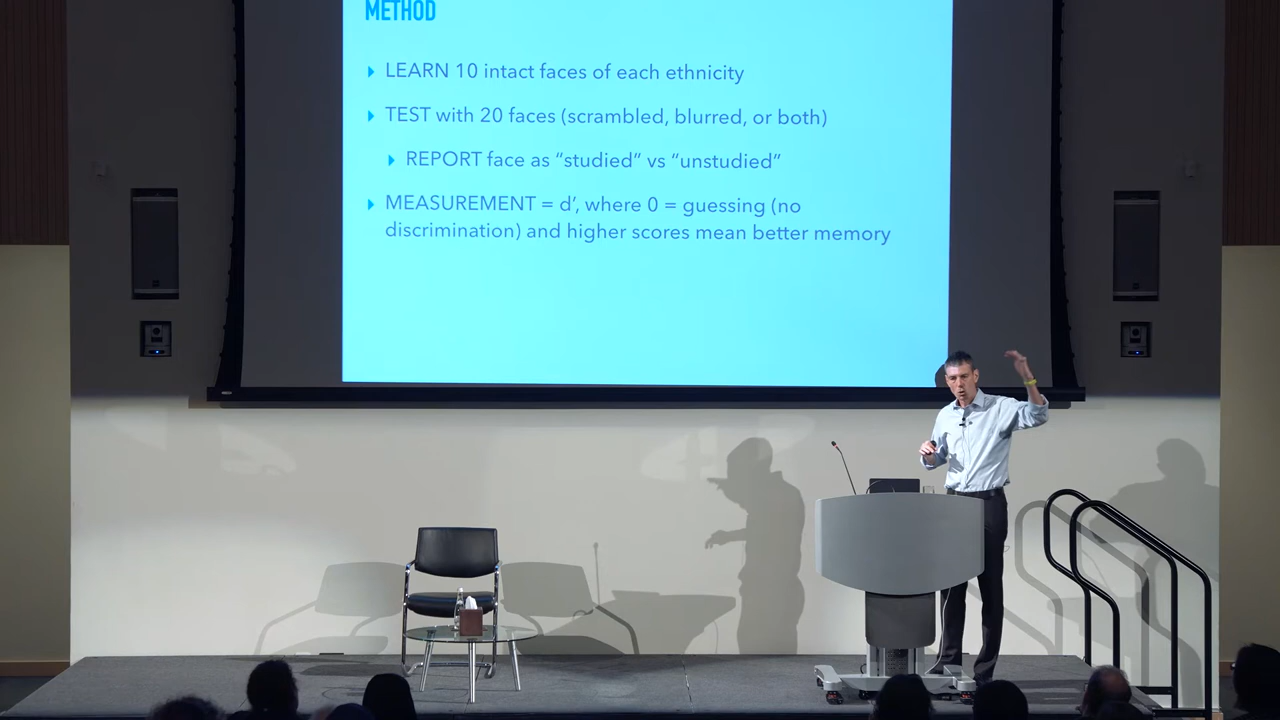 METHOD
LEARN 10 intact faces of each ethnicity
TEST with 20 faces (scrambled, blurred, or both)
REPORT face as “studied” vs “unstudied”
MEASUREMENT = d’, where 0 = guessing (no
discrimination) and higher scores mean better memory